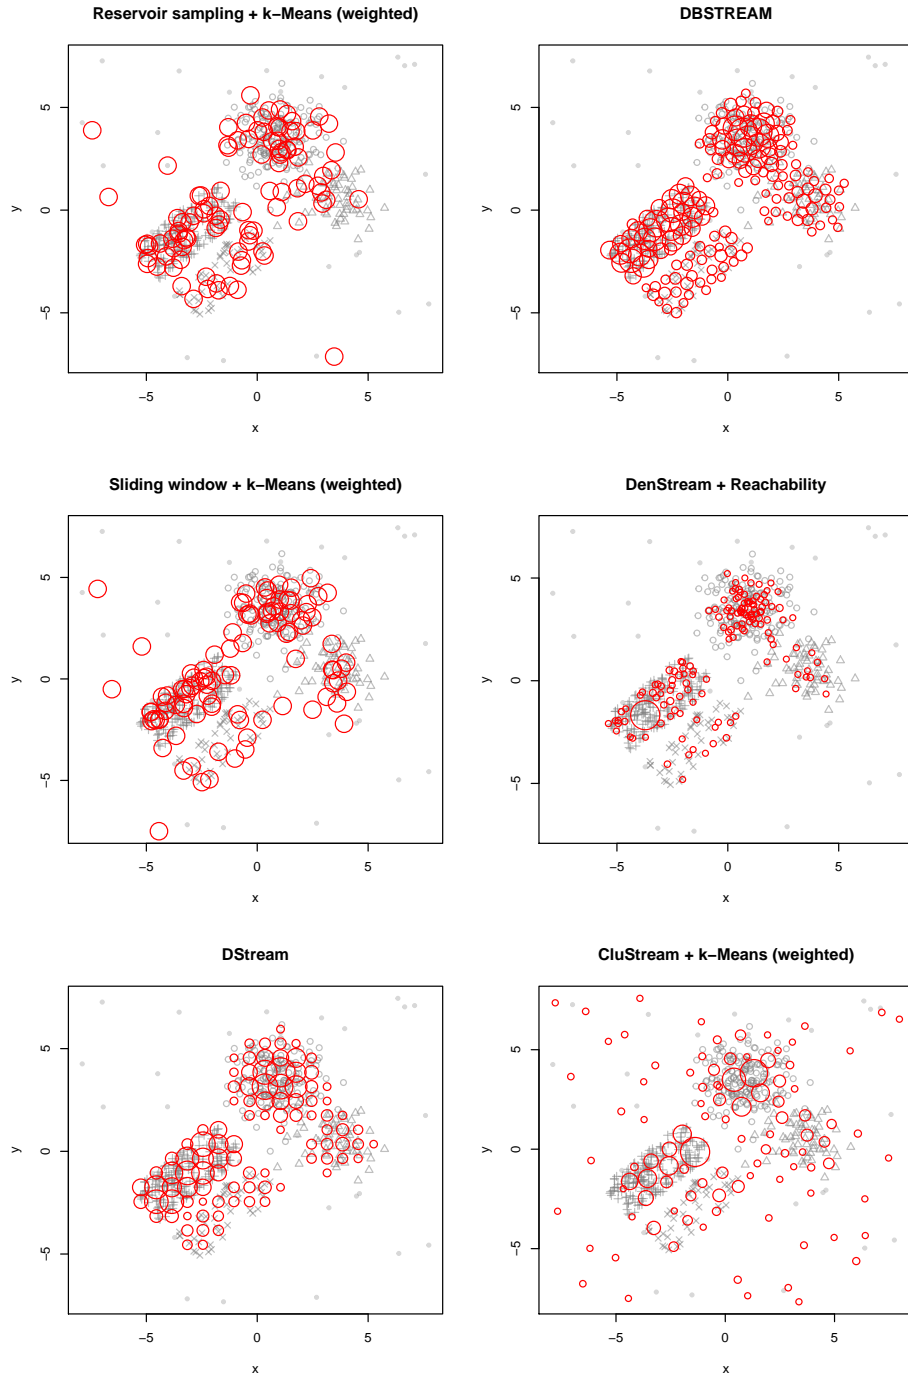 Reservoir sampling + k−Means (weighted)
y
5
0
−5
−5 0 5
x
DBSTREAM
y
5
0
−5
−5 0 5
x
Sliding window + k−Means (weighted)
y
5
0
−5
−5 0 5
x
DenStream + Reachability
y
5
0
−5
−5 0 5
x
DStream
y
5
0
−5
−5 0 5
x
CluStream + k−Means (weighted)
y
5
0
−5
−5 0 5
x